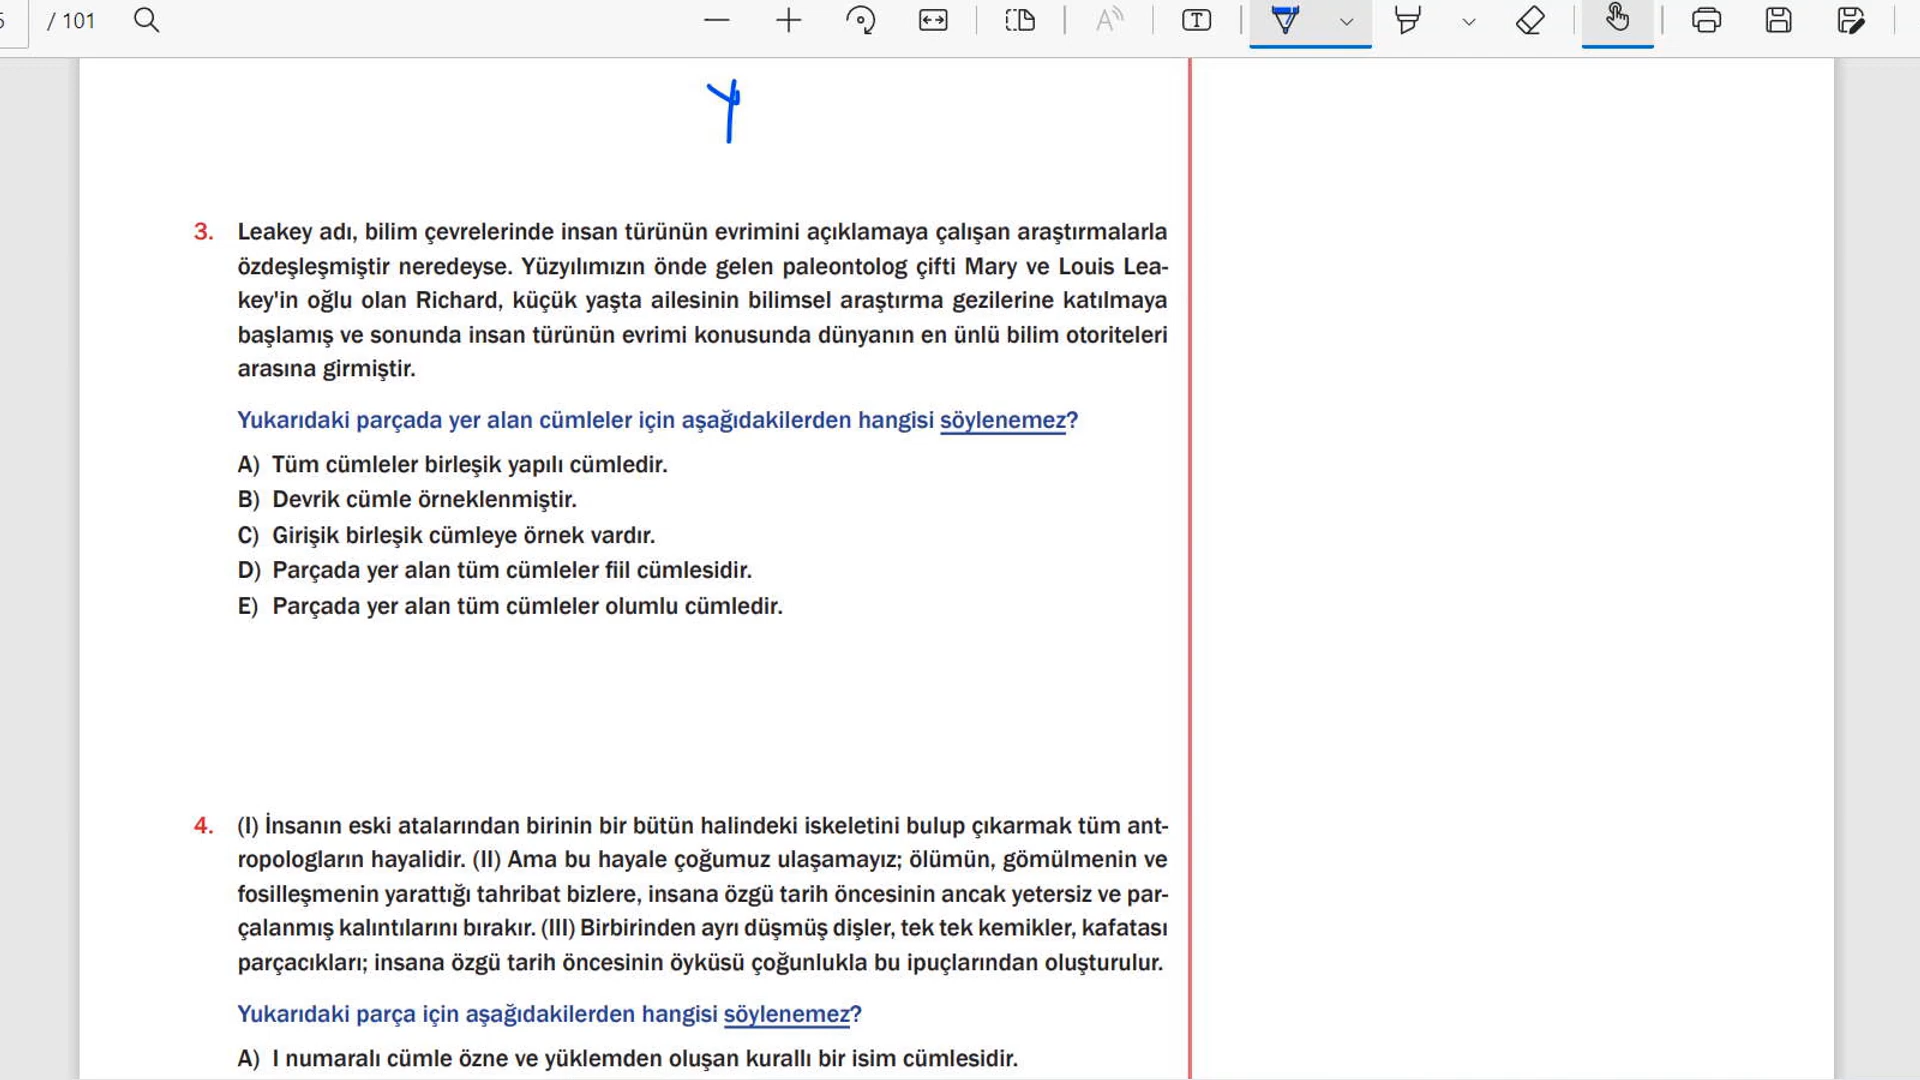 / 101
3. Leakey adı, bilim çevrelerinde insan türünün evrimini açıklamaya çalışan araştırmalarla
özdeşleşmiştir neredeyse. Yüzyılımızın önde gelen paleontolog çifti Mary ve Louis Lea-
key'in oğlu olan Richard, küçük yaşta ailesinin bilimsel araştırma gezilerine katılmaya
başlamış ve sonunda insan türünün evrimi konusunda dünyanın en ünlü bilim otoriteleri
arasına girmiştir.
Yukarıdaki parçada yer alan cümleler için aşağıdakilerden hangisi söylenemez?
A) Tüm cümleler birleşik yapılı cümledir.
B) Devrik cümle örneklenmiştir.
C) Girişik birleşik cümleye örnek vardır.
D) Parçada yer alan tüm cümleler fiil cümlesidir.
E) Parçada yer alan tüm cümleler olumlu cümledir.
4. (I) İnsanın eski atalarından birinin bir bütün halindeki iskeletini bulup çıkarmak tüm ant-
ropologların hayalidir. (II) Ama bu hayale çoğumuz ulaşamayız; ölümün, gömülmenin ve
fosilleşmenin yarattığı tahribat bizlere, insana özgü tarih öncesinin ancak yetersiz ve par-
çalanmış kalıntılarını bırakır. (III) Birbirinden ayrı düşmüş dişler, tek tek kemikler, kafatası
parçacıkları; insana özgü tarih öncesinin öyküsü çoğunlukla bu ipuçlarından oluşturulur.
Yukarıdaki parça için aşağıdakilerden hangisi söylenemez?
A) I numaralı cümle özne ve yüklemden oluşan kurallı bir isim cümlesidir.